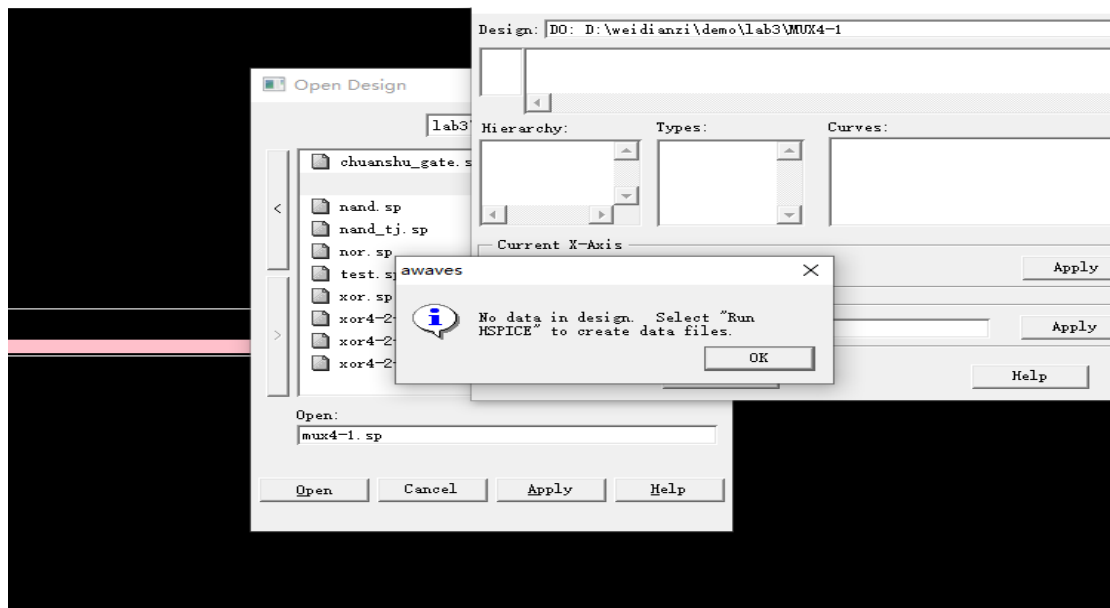 Design: DO: D:\weidianzi\demo\lab3\MUX4-1
Open Design
lab3
Hierarchy: Types: Curves:
chuanshu_gate.s
<
nand.sp
nand_tj.sp
nor.sp
Current X-Axis
Apply
awaves
test.s
No data in design. Select "Run
HSPICE" to create data files.
xor.sp
xor4-2
Apply
>
xor4-2
OK
xor4-2
Help
Open:
mux4-1.sp
Open Cancel Apply Help